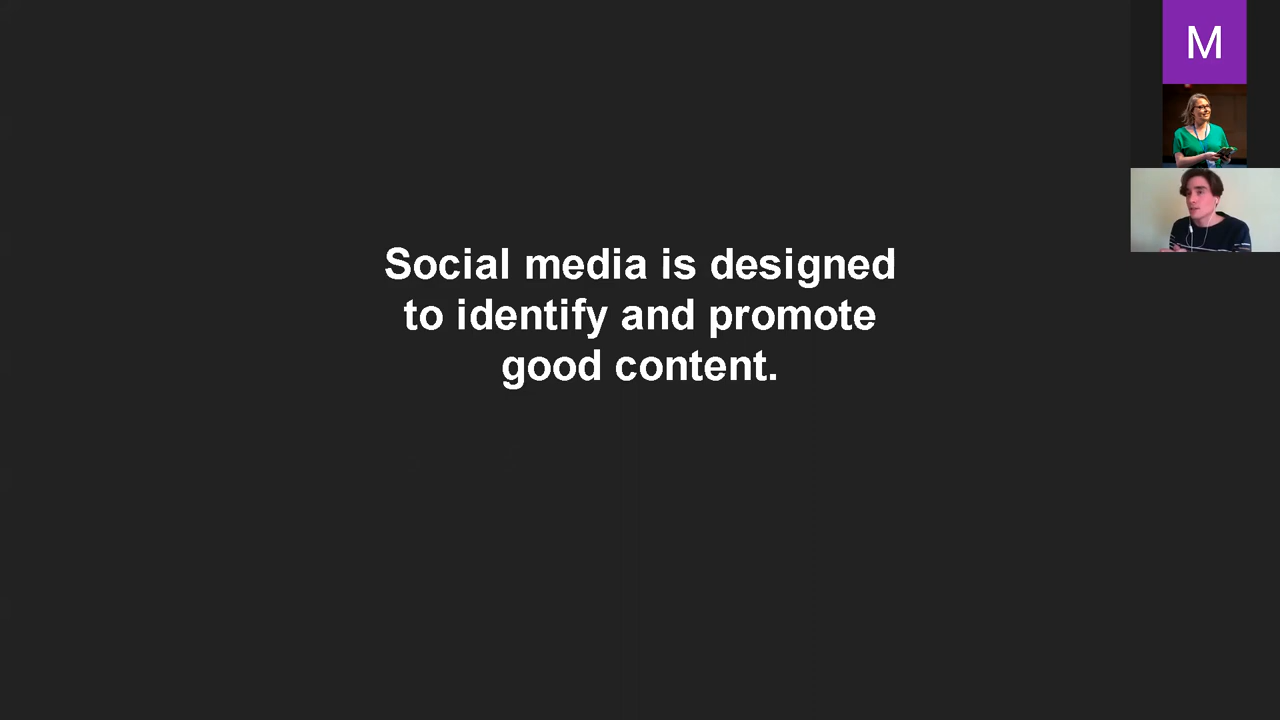 M
Social media is designed
to identify and promote
good content.